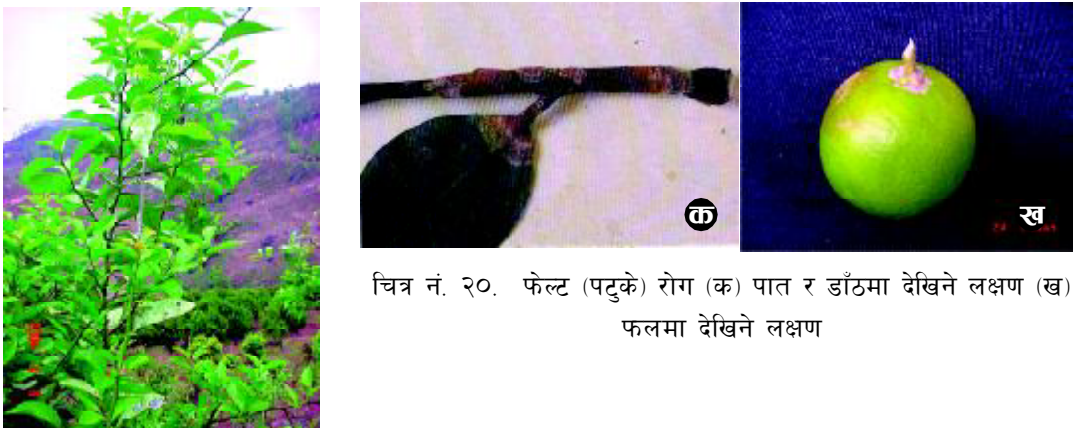 क
ख
चित्र नं. २०. फेल्ट (पटुके) रोग (क) पात र डाँठमा देखिने लक्षण (ख)
फलमा देखिने लक्षण